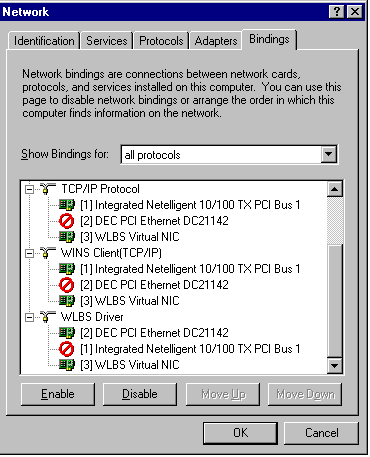 Network
Identification Services Protocols Adapters Bindings
Network bindings are connections between network cards,
protocols, and services installed on this computer. You can use this
page to disable network bindings or arrange the order in which this
computer finds information on the network.
Show Bindings for: all protocols
TCP/IP Protocol
[1] Integrated Netelligent 10/100 TX PCI Bus 1
[2] DEC PCI Ethernet DC21142
[3] WLBS Virtual NIC
WINS Client(TCP/IP)
[1] Integrated Netelligent 10/100 TX PCI Bus 1
[2] DEC PCI Ethernet DC21142
[3] WLBS Virtual NIC
WLBS Driver
[2] DEC PCI Ethernet DC21142
[1] Integrated Netelligent 10/100 TX PCI Bus 1
[3] WLBS Virtual NIC
Enable Disable Move Up Move Down
OK Cancel